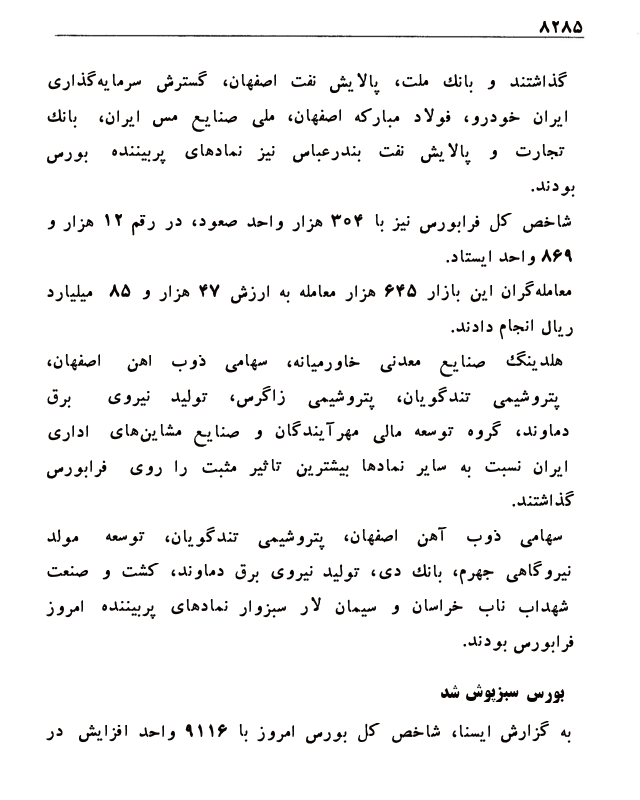 ۸۲۸۵
گذاشتند و بانك ملت، پالایش نفت اصفهان، گسترش سرمایه‌گذاری
ایران خودرو، فولاد مبارکه اصفهان، ملی صنایع مس ایران، بانك
تجارت و پالایش نفت بندرعباس نیز نمادهای پربیننده بورس
بودند.
شاخص کل فرابورس نیز با ۳۰۴ هزار واحد صعود، در رقم ۱۲ هزار و
۸۶۹ واحد ایستاد.
معامله‌گران این بازار ۶۴۵ هزار معامله به ارزش ۴۷ هزار و ۸۵ میلیارد
ریال انجام دادند.
هلدینگ صنایع معدنی خاورمیانه، سهامی ذوب اهن اصفهان،
پتروشیمی تندگویان، پتروشیمی زاگرس، تولید نیروی برق
دماوند، گروه توسعه مالی مهرآیندگان و صنایع مشاین‌های اداری
ایران نسبت به سایر نمادها بیشترین تاثیر مثبت را روی فرابورس
گذاشتند.
سهامی ذوب آهن اصفهان، پتروشیمی تندگویان، توسعه مولد
نیروگاهی جهرم، بانك دی، تولید نیروی برق دماوند، کشت و صنعت
شهداب ناب خراسان و سیمان لار سبزوار نمادهای پربیننده امروز
فرابورس بودند.
بورس سبزپوش شد
به گزارش ایسنا، شاخص کل بورس امروز با ۹۱۱۶ واحد افزایش در